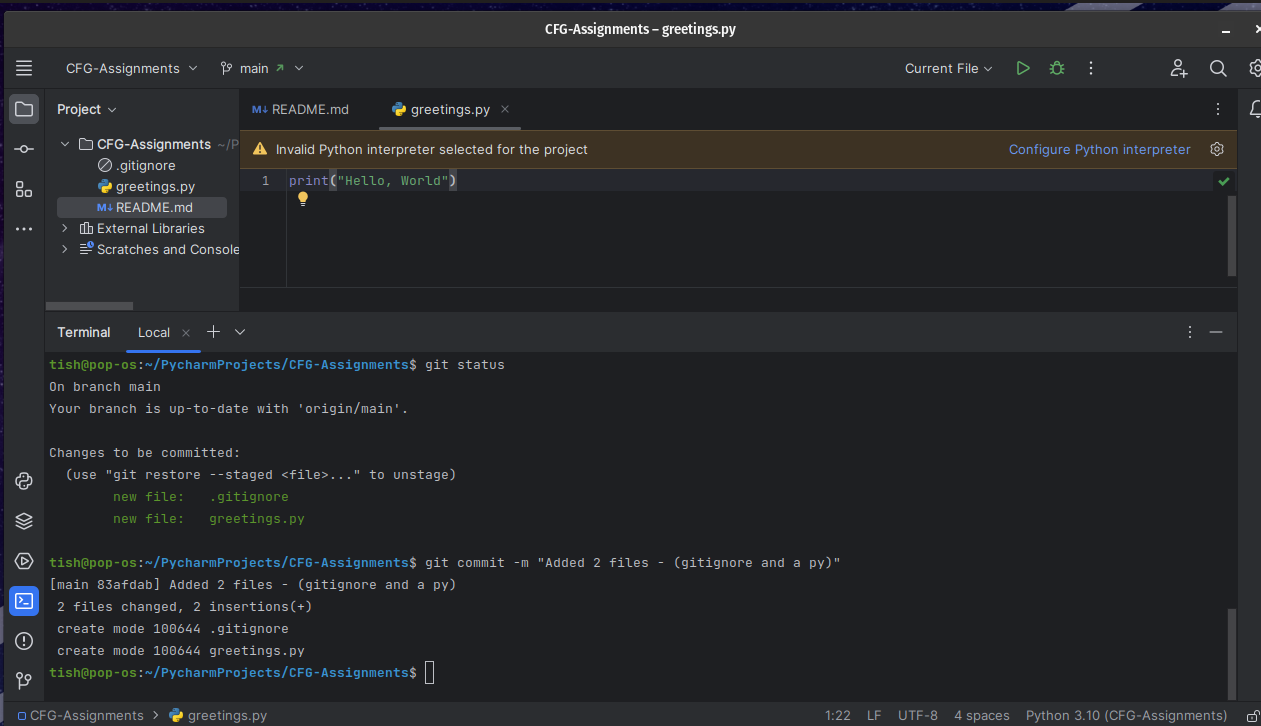 CFG-Assignments – greetings.py
CFG-Assignments main Current File
Project
README.md greetings.py
CFG-Assignments ~/P
.gitignore
greetings.py
README.md
External Libraries
Scratches and Console
Invalid Python interpreter selected for the project Configure Python interpreter
1 print("Hello, World")
Terminal Local
tish@pop-os:~/PycharmProjects/CFG-Assignments$ git status
On branch main
Your branch is up-to-date with 'origin/main'.
Changes to be committed:
(use "git restore --staged <file>..." to unstage)
new file: .gitignore
new file: greetings.py
tish@pop-os:~/PycharmProjects/CFG-Assignments$ git commit -m "Added 2 files - (gitignore and a py)"
[main 83afdab] Added 2 files - (gitignore and a py)
2 files changed, 2 insertions(+)
create mode 100644 .gitignore
create mode 100644 greetings.py
tish@pop-os:~/PycharmProjects/CFG-Assignments$
CFG-Assignments > greetings.py 1:22 LF UTF-8 4 spaces Python 3.10 (CFG-Assignments)